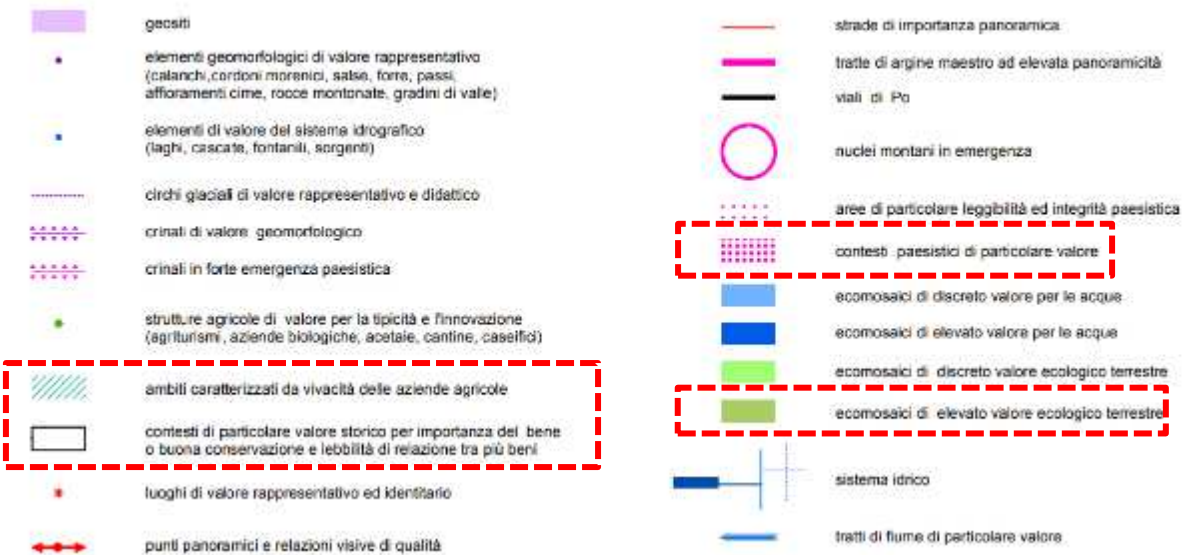 geositi
elementi geomorfologici di valore rappresentativo
(calanchi,cordoni morenici, salse, forre, passi,
affioramenti cime, rocce montonate, gradini di valle)
elementi di valore del sistema idrografico
(laghi, cascate, fontanili, sorgenti)
circhi glaciali di valore rappresentativo e didattico
crinali di valore geomorfologico
crinali in forte emergenza paesistica
strutture agricole di valore per la tipicità e l'innovazione
(agriturismi, aziende biologiche, acetaie, cantine, caseifici)
ambiti caratterizzati da vivacità delle aziende agricole
contesti di particolare valore storico per importanza del bene
o buona conservazione e lebbilità di relazione tra più beni
luoghi di valore rappresentativo ed identitario
punti panoramici e relazioni visive di qualità
strade di importanza panoramica
tratte di argine maestro ad elevata panoramicità
viali di Po
nuclei montani in emergenza
aree di particolare leggibilità ed integrità paesistica
contesti paesistici di particolare valore
ecomosaici di discreto valore per le acque
ecomosaici di elevato valore per le acque
ecomosaici di discreto valore ecologico terrestre
ecomosaici di elevato valore ecologico terrestre
sistema idrico
tratti di fiume di particolare valore